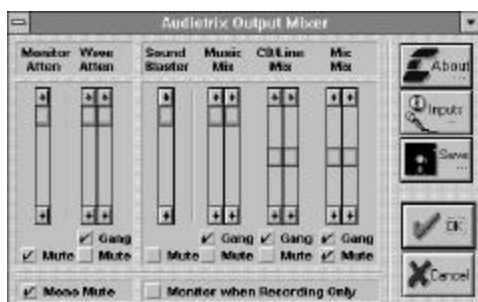 Audiotrix Output Mixer
Monitor Atten
Wave Atten
Sound Blaster
Music Mix
CD/Line Mix
Mic Mix
About ...
Inputs ...
Save ...
Gang
Gang
Gang
Gang
Mute
Mute
Mute
Mute
Mute
Mute
OK
Cancel
Mono Mute
Monitor when Recording Only